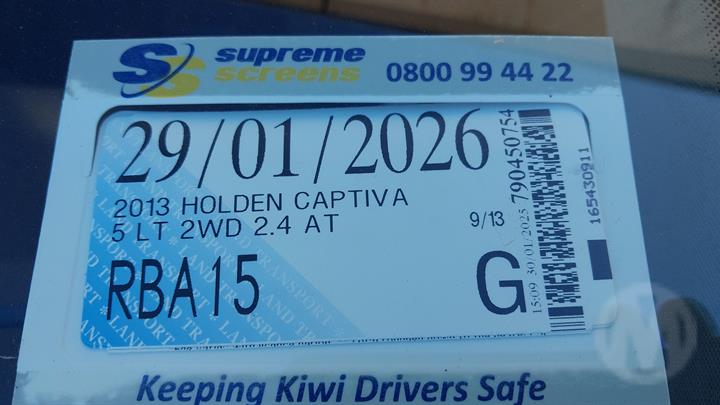 SS supreme screens 0800 99 44 22
29/01/2026
2013 HOLDEN CAPTIVA
5 LT 2WD 2.4 AT
9/13
RBA15
G
15:09 30/01/2025 790450754
165430911
Keeping Kiwi Drivers Safe